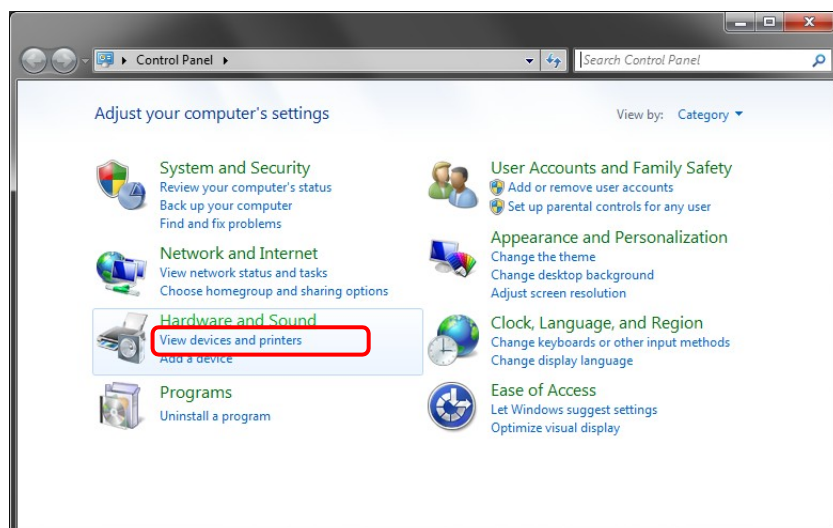 Control Panel
Search Control Panel
Adjust your computer's settings
View by: Category
System and Security
Review your computer's status
Back up your computer
Find and fix problems
Network and Internet
View network status and tasks
Choose homegroup and sharing options
Hardware and Sound
View devices and printers
Add a device
Programs
Uninstall a program
User Accounts and Family Safety
Add or remove user accounts
Set up parental controls for any user
Appearance and Personalization
Change the theme
Change desktop background
Adjust screen resolution
Clock, Language, and Region
Change keyboards or other input methods
Change display language
Ease of Access
Let Windows suggest settings
Optimize visual display